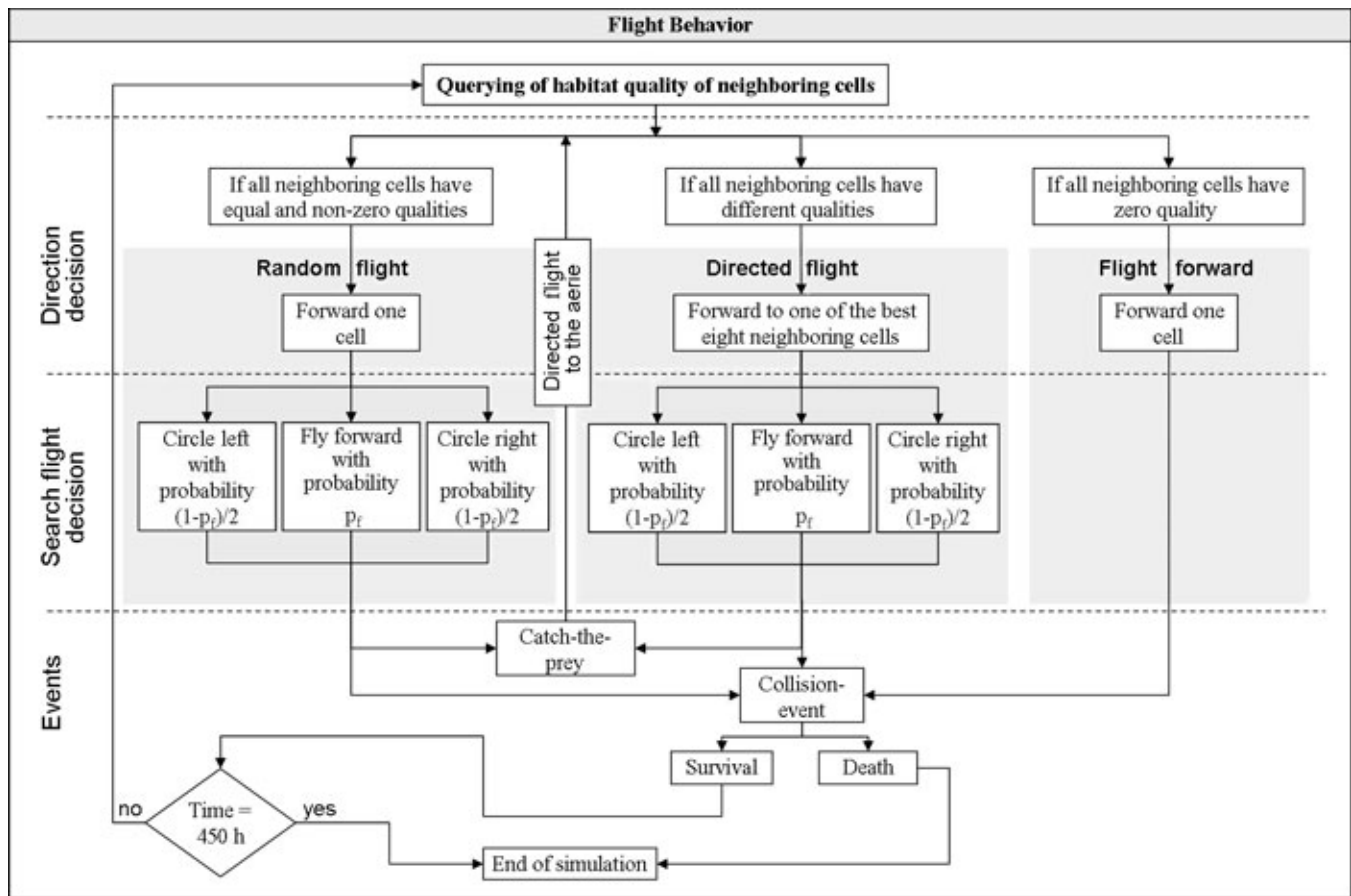 Flight Behavior
Querying of habitat quality of neighboring cells
Direction
decision
If all neighboring cells have
equal and non-zero qualities
If all neighboring cells have
different qualities
If all neighboring cells have
zero quality
Random flight
Directed flight
Flight forward
Forward one
cell
Directed flight
to the aerie
Forward to one of the best
eight neighboring cells
Forward one
cell
Search flight
decision
Circle left
with
probability
(1-pf)/2
Fly forward
with
probability
pf
Circle right
with
probability
(1-pf)/2
Circle left
with
probability
(1-pf)/2
Fly forward
with
probability
pf
Circle right
with
probability
(1-pf)/2
Events
Catch-the-
prey
Collision-
event
Survival
Death
no
Time =
450 h
yes
End of simulation